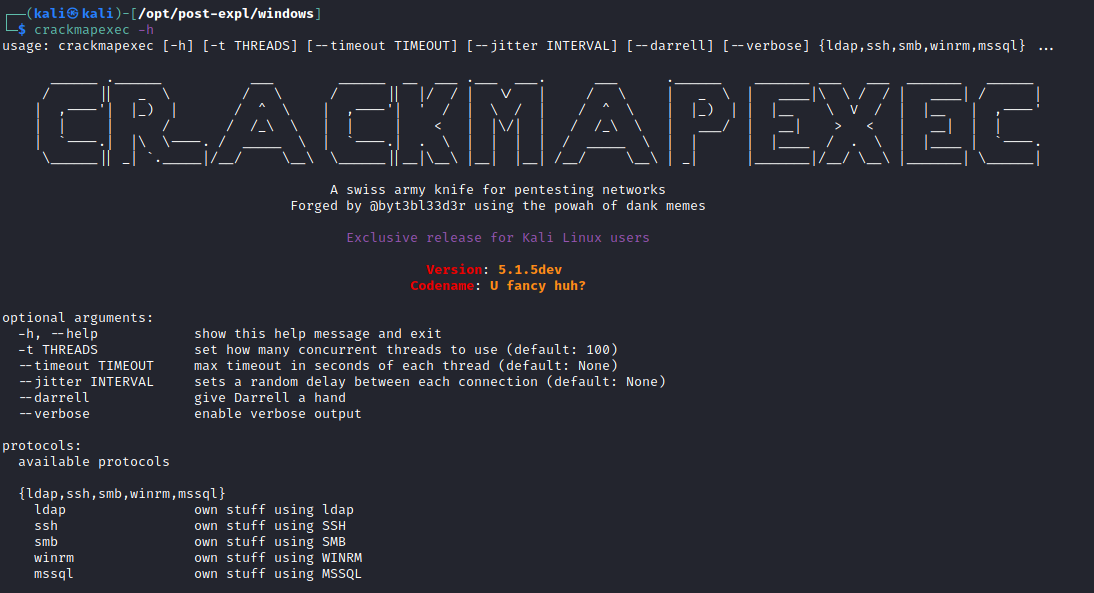 ┌──(kali㉿kali)-[/opt/post-expl/windows]
└─$ crackmapexec -h
usage: crackmapexec [-h] [-t THREADS] [--timeout TIMEOUT] [--jitter INTERVAL] [--darrell] [--verbose] {ldap,ssh,smb,winrm,mssql} ...
CRACKMAPEXEC
A swiss army knife for pentesting networks
Forged by @byt3bl33d3r using the powah of dank memes
Exclusive release for Kali Linux users
Version: 5.1.5dev
Codename: U fancy huh?
optional arguments:
-h, --help show this help message and exit
-t THREADS set how many concurrent threads to use (default: 100)
--timeout TIMEOUT max timeout in seconds of each thread (default: None)
--jitter INTERVAL sets a random delay between each connection (default: None)
--darrell give Darrell a hand
--verbose enable verbose output
protocols:
available protocols
{ldap,ssh,smb,winrm,mssql}
ldap own stuff using ldap
ssh own stuff using SSH
smb own stuff using SMB
winrm own stuff using WINRM
mssql own stuff using MSSQL